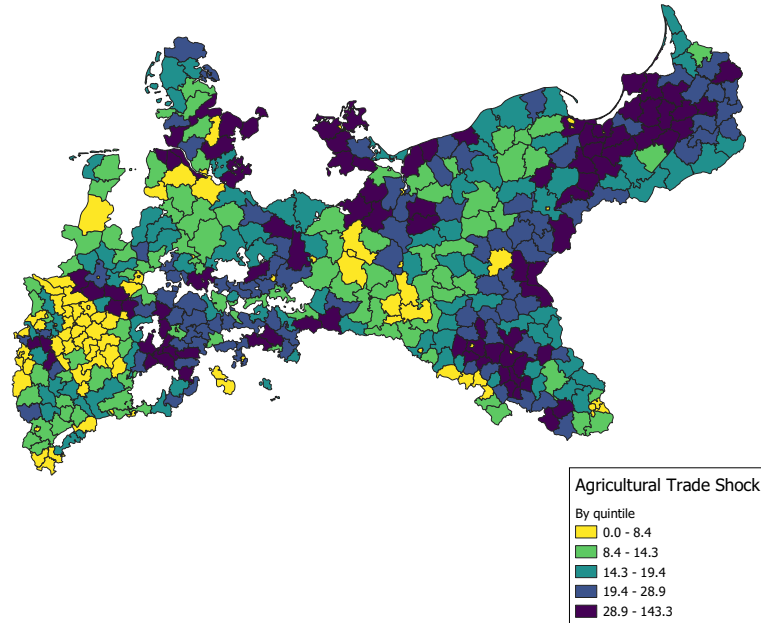 Agricultural Trade Shock
By quintile
0.0 - 8.4
8.4 - 14.3
14.3 - 19.4
19.4 - 28.9
28.9 - 143.3